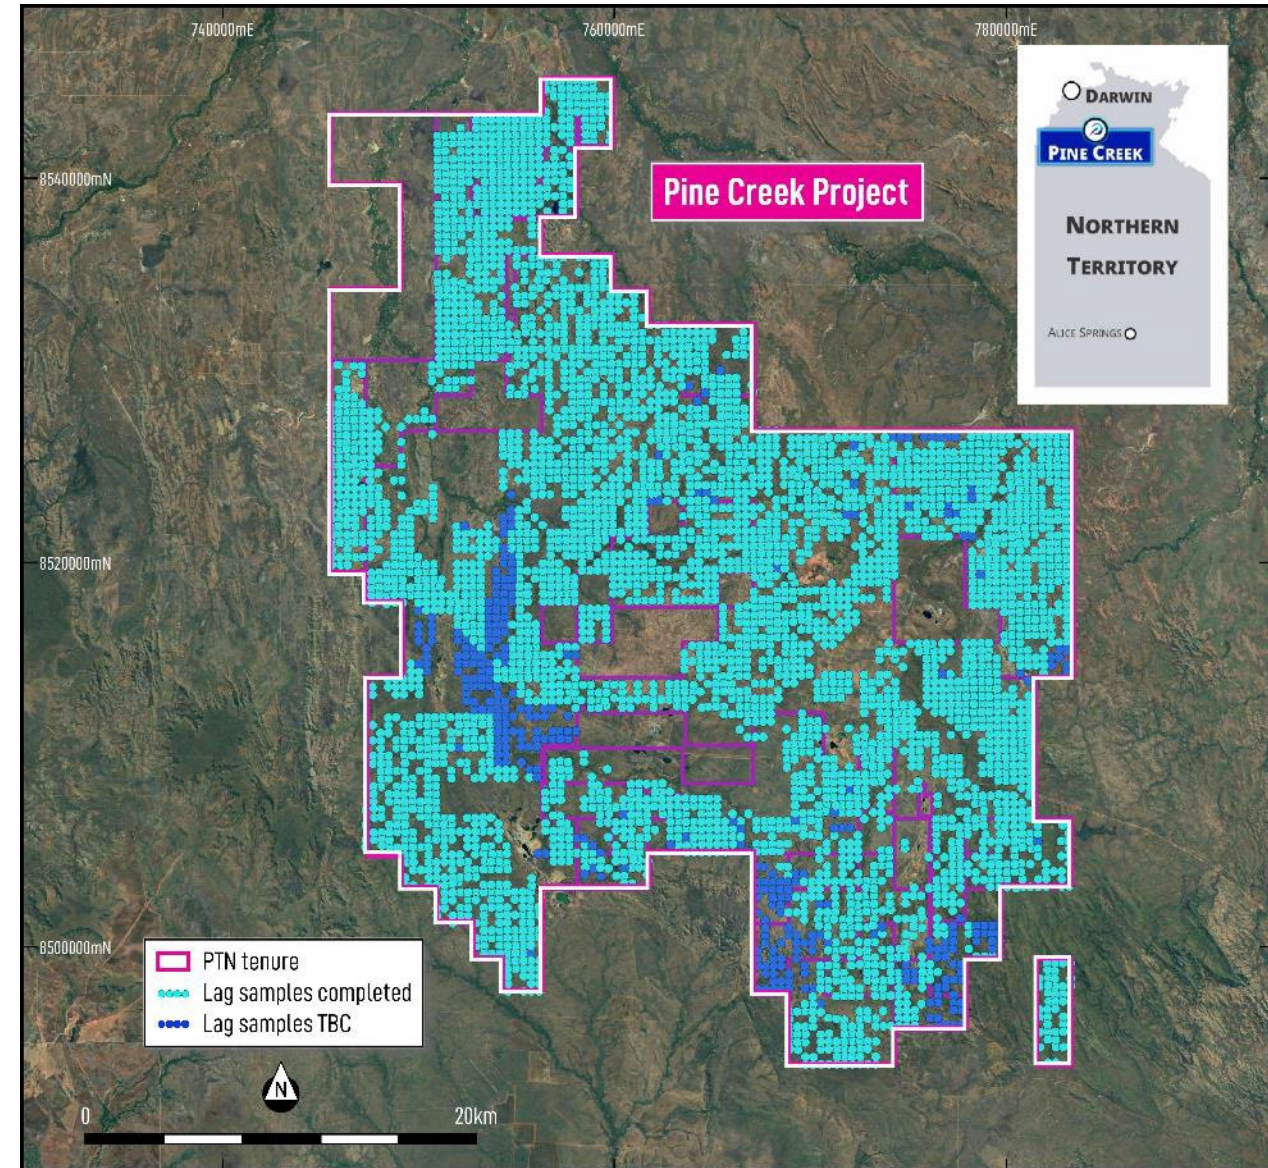 740000mE
760000mE
780000mE
8540000mN
8520000mN
8500000mN
Pine Creek Project
DARWIN
PINE CREEK
NORTHERN
TERRITORY
ALICE SPRINGS
PTN tenure
Lag samples completed
Lag samples TBC
N
0
20km